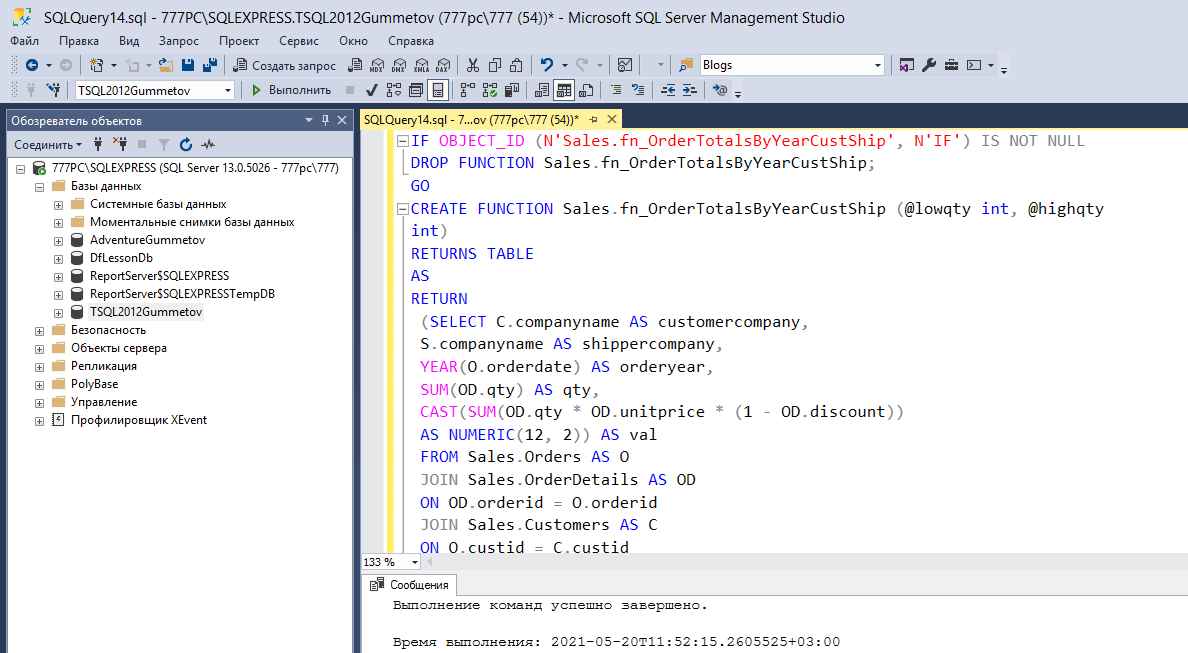 SQLQuery14.sql - 777PC\SQLEXPRESS.TSQL2012Gummetov (777pc\777 (54))* - Microsoft SQL Server Management Studio
Файл Правка Вид Запрос Проект Сервис Окно Справка
Создать запрос MDX DMX XMLA DAX Blogs
TSQL2012Gummetov Выполнить
Обозреватель объектов
Соединить
777PC\SQLEXPRESS (SQL Server 13.0.5026 - 777pc\777)
Базы данных
Системные базы данных
Моментальные снимки базы данных
AdventureGummetov
DfLessonDb
ReportServer$SQLEXPRESS
ReportServer$SQLEXPRESSTempDB
TSQL2012Gummetov
Безопасность
Объекты сервера
Репликация
PolyBase
Управление
Профилировщик XEvent
SQLQuery14.sql - 7...ov (777pc\777 (54))*
IF OBJECT_ID (N'Sales.fn_OrderTotalsByYearCustShip', N'IF') IS NOT NULL
DROP FUNCTION Sales.fn_OrderTotalsByYearCustShip;
GO
CREATE FUNCTION Sales.fn_OrderTotalsByYearCustShip (@lowqty int, @highqty
int)
RETURNS TABLE
AS
RETURN
(SELECT C.companyname AS customercompany,
S.companyname AS shippercompany,
YEAR(O.orderdate) AS orderyear,
SUM(OD.qty) AS qty,
CAST(SUM(OD.qty * OD.unitprice * (1 - OD.discount))
AS NUMERIC(12, 2)) AS val
FROM Sales.Orders AS O
JOIN Sales.OrderDetails AS OD
ON OD.orderid = O.orderid
JOIN Sales.Customers AS C
ON O.custid = C.custid
133 %
Сообщения
Выполнение команд успешно завершено.
Время выполнения: 2021-05-20T11:52:15.2605525+03:00